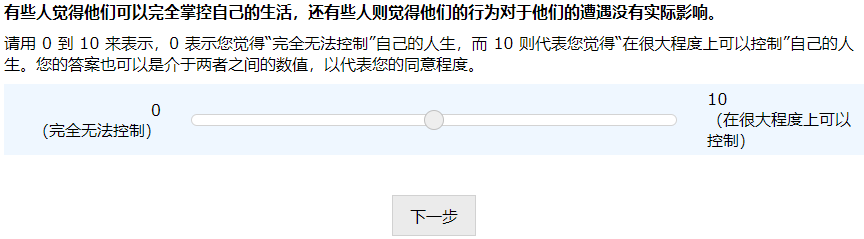 有些人觉得他们可以完全掌控自己的生活，还有些人则觉得他们的行为对于他们的遭遇没有实际影响。
请用 0 到 10 来表示，0 表示您觉得“完全无法控制”自己的人生，而 10 则代表您觉得“在很大程度上可以控制”自己的人
生。您的答案也可以是介于两者之间的数值，以代表您的同意程度。
0
（完全无法控制）
10
（在很大程度上可以
控制）
下一步